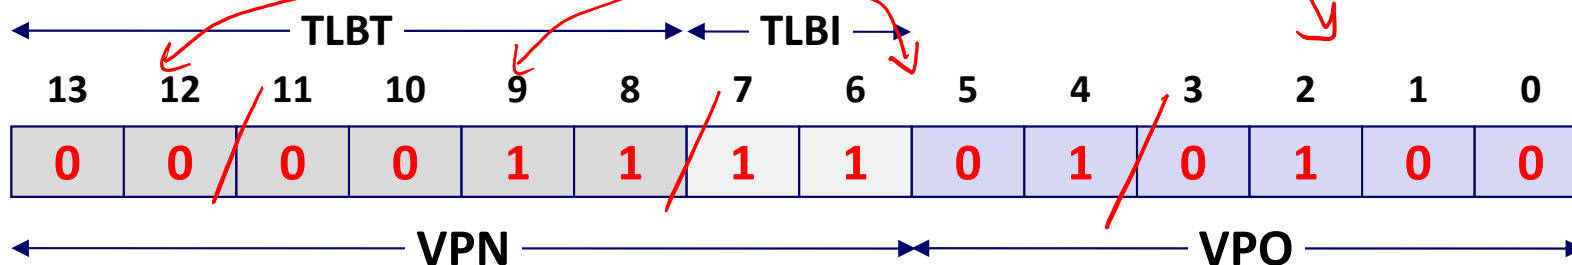 TLBT TLBI
13 12 11 10 9 8 7 6 5 4 3 2 1 0
0 0 0 0 1 1 1 1 0 1 0 1 0 0
VPN VPO